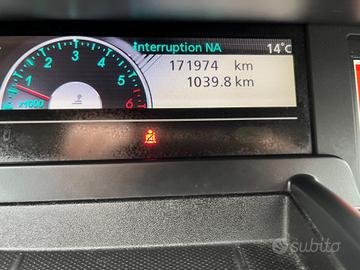 Interruption NA 14°C
3 4
2 5
1 6
x1000
171974 km
1039.8 km
subito